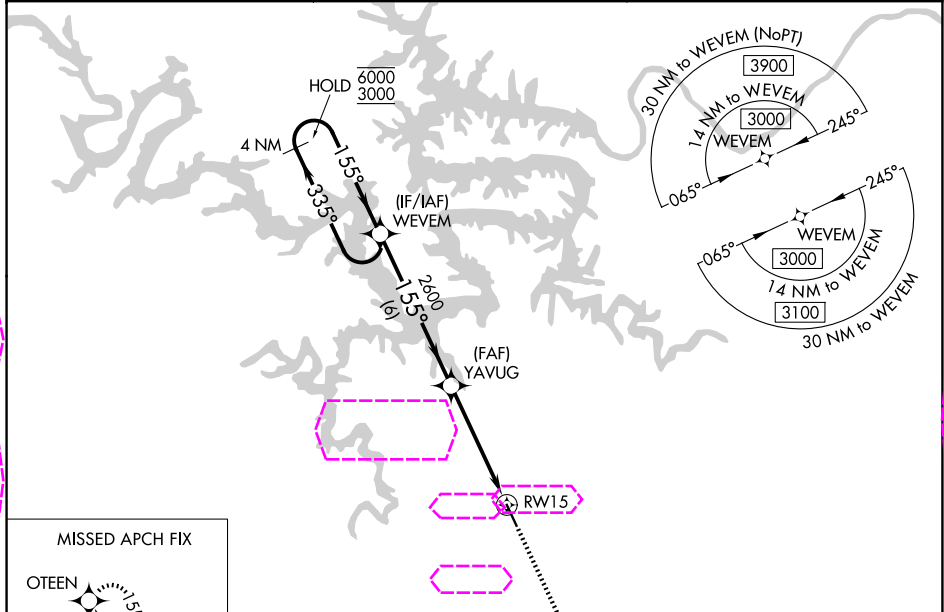 HOLD
6000
3000
4 NM
155°
335°
(IF/IAF)
WEVEM
2600
155°
(6)
(FAF)
YAVUG
RW15
30 NM to WEVEM (NoPT)
3900
14 NM to WEVEM
3000
WEVEM
245°
065°
245°
065°
WEVEM
3000
14 NM to WEVEM
3100
30 NM to WEVEM
MISSED APCH FIX
OTEEN